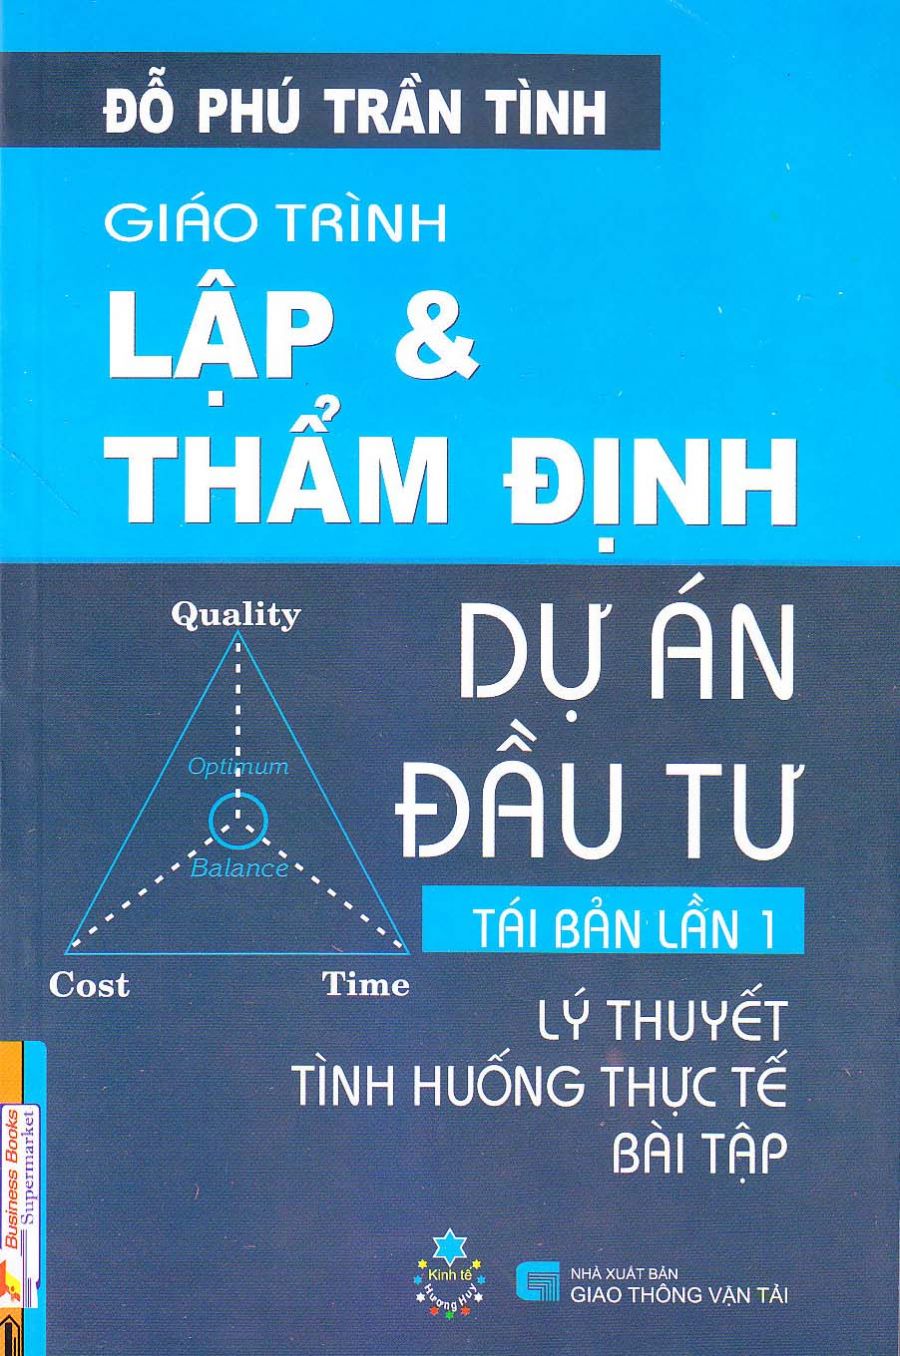 ĐỖ PHÚ TRẦN TÌNH
GIÁO TRÌNH
LẬP &
THẨM ĐỊNH
DỰ ÁN
ĐẦU TƯ
Quality
Optimum
Balance
Cost
Time
TÁI BẢN LẦN 1
LÝ THUYẾT
TÌNH HUỐNG THỰC TẾ
BÀI TẬP
Business Books
Supermarket
Kinh tế
Hương Huy
NHÀ XUẤT BẢN
GIAO THÔNG VẬN TẢI